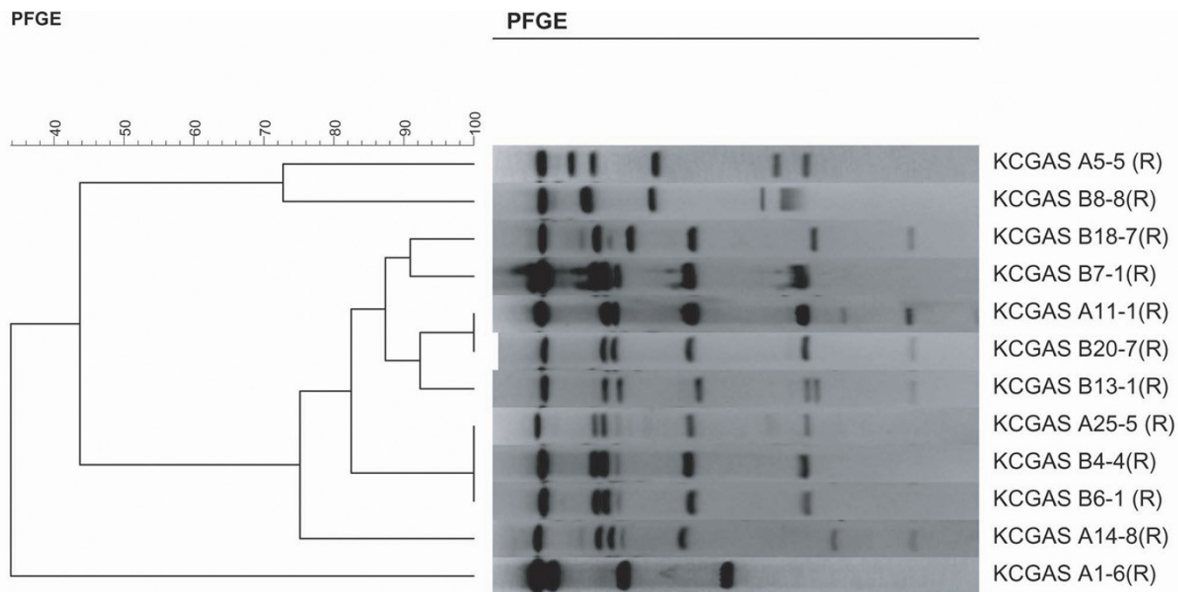 PFGE
PFGE
40 50 60 70 80 90 100
KCGAS A5-5 (R)
KCGAS B8-8(R)
KCGAS B18-7(R)
KCGAS B7-1(R)
KCGAS A11-1(R)
KCGAS B20-7(R)
KCGAS B13-1(R)
KCGAS A25-5 (R)
KCGAS B4-4(R)
KCGAS B6-1 (R)
KCGAS A14-8(R)
KCGAS A1-6(R)